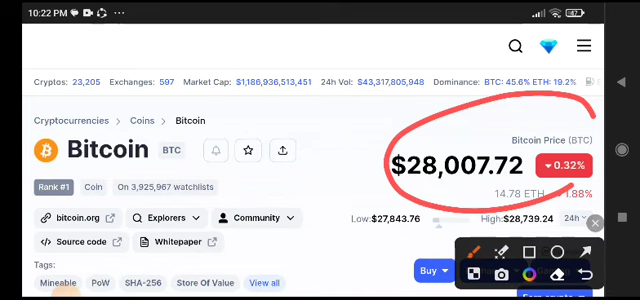 10:22 PM 47
Cryptos: 23,205 Exchanges: 597 Market Cap: $1,186,936,513,451 24h Vol: $43,317,805,948 Dominance: BTC: 45.6% ETH: 19.2%
Cryptocurrencies > Coins > Bitcoin
Bitcoin Price (BTC)
Bitcoin BTC
$28,007.72 0.32%
Rank #1 Coin On 3,925,967 watchlists
14.78 ETH 1.88%
bitcoin.org Explorers Community
Low: $27,843.76 High: $28,739.24 24h
Source code Whitepaper
Tags:
Mineable PoW SHA-256 Store Of Value View all
Buy